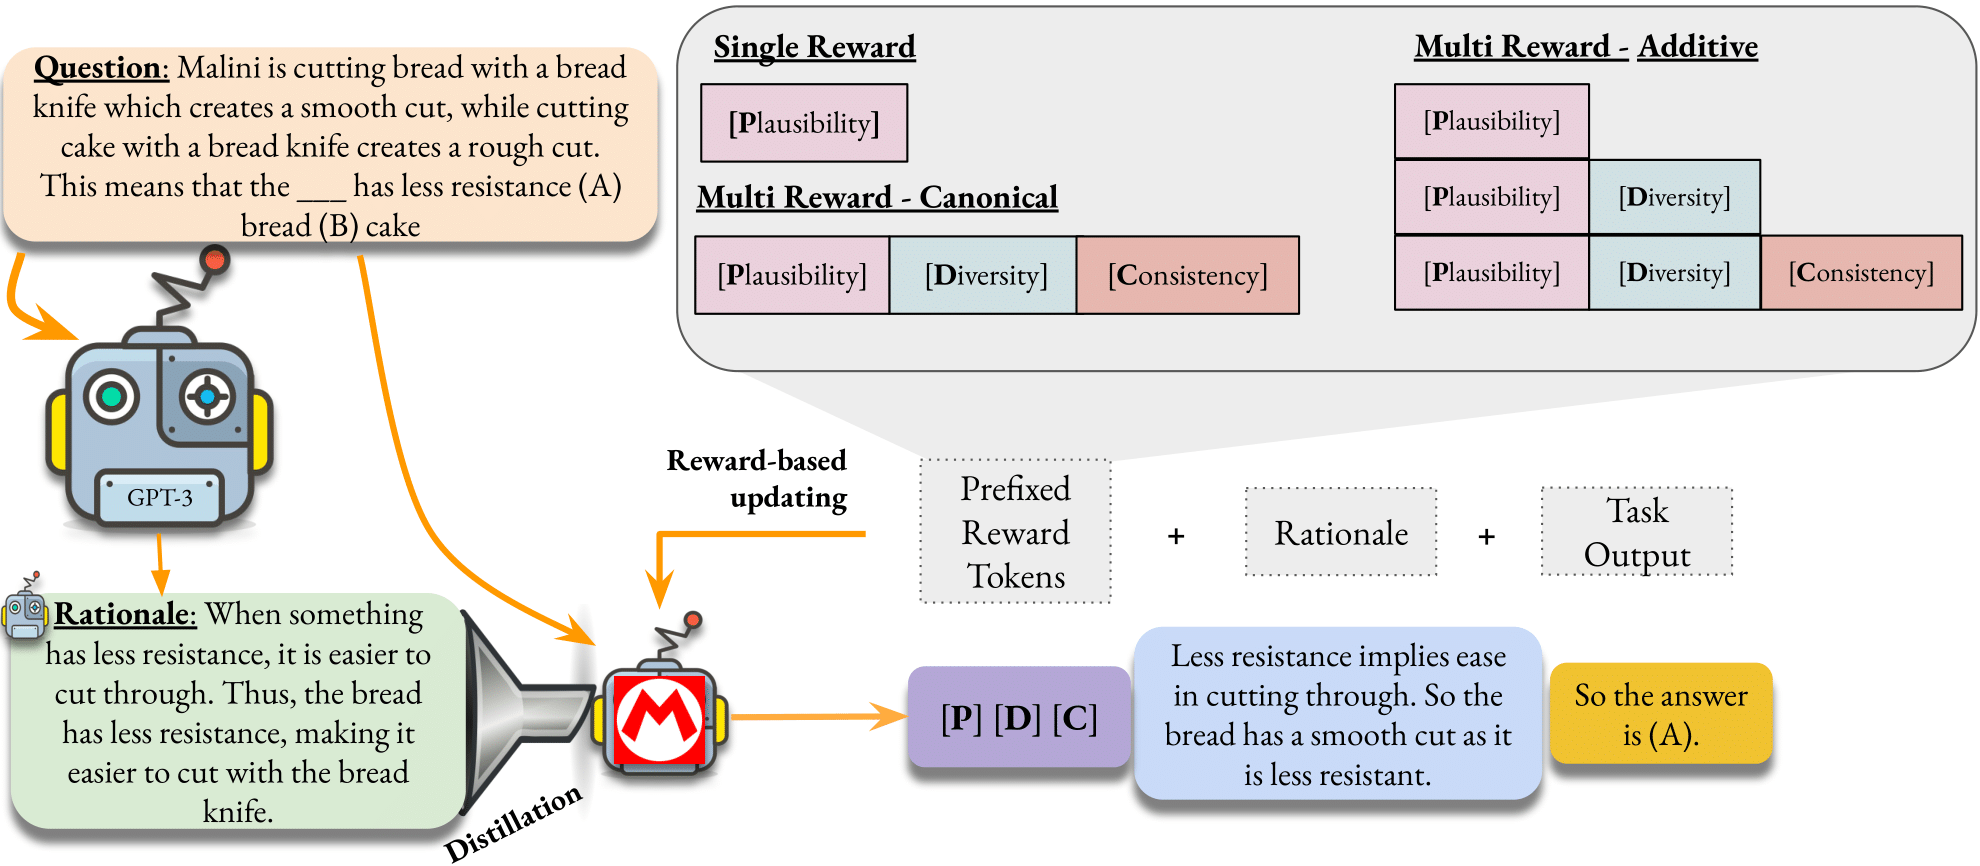 Question: Malini is cutting bread with a bread
knife which creates a smooth cut, while cutting
cake with a bread knife creates a rough cut.
This means that the ___ has less resistance (A)
bread (B) cake
GPT-3
Rationale: When something
has less resistance, it is easier to
cut through. Thus, the bread
has less resistance, making it
easier to cut with the bread
knife.
Distillation
Single Reward
[Plausibility]
Multi Reward - Canonical
[Plausibility] [Diversity] [Consistency]
Multi Reward - Additive
[Plausibility]
[Plausibility] [Diversity]
[Plausibility] [Diversity] [Consistency]
Reward-based
updating
Prefixed
Reward
Tokens
+
Rationale
+
Task
Output
M
[P] [D] [C]
Less resistance implies ease
in cutting through. So the
bread has a smooth cut as it
is less resistant.
So the answer
is (A).